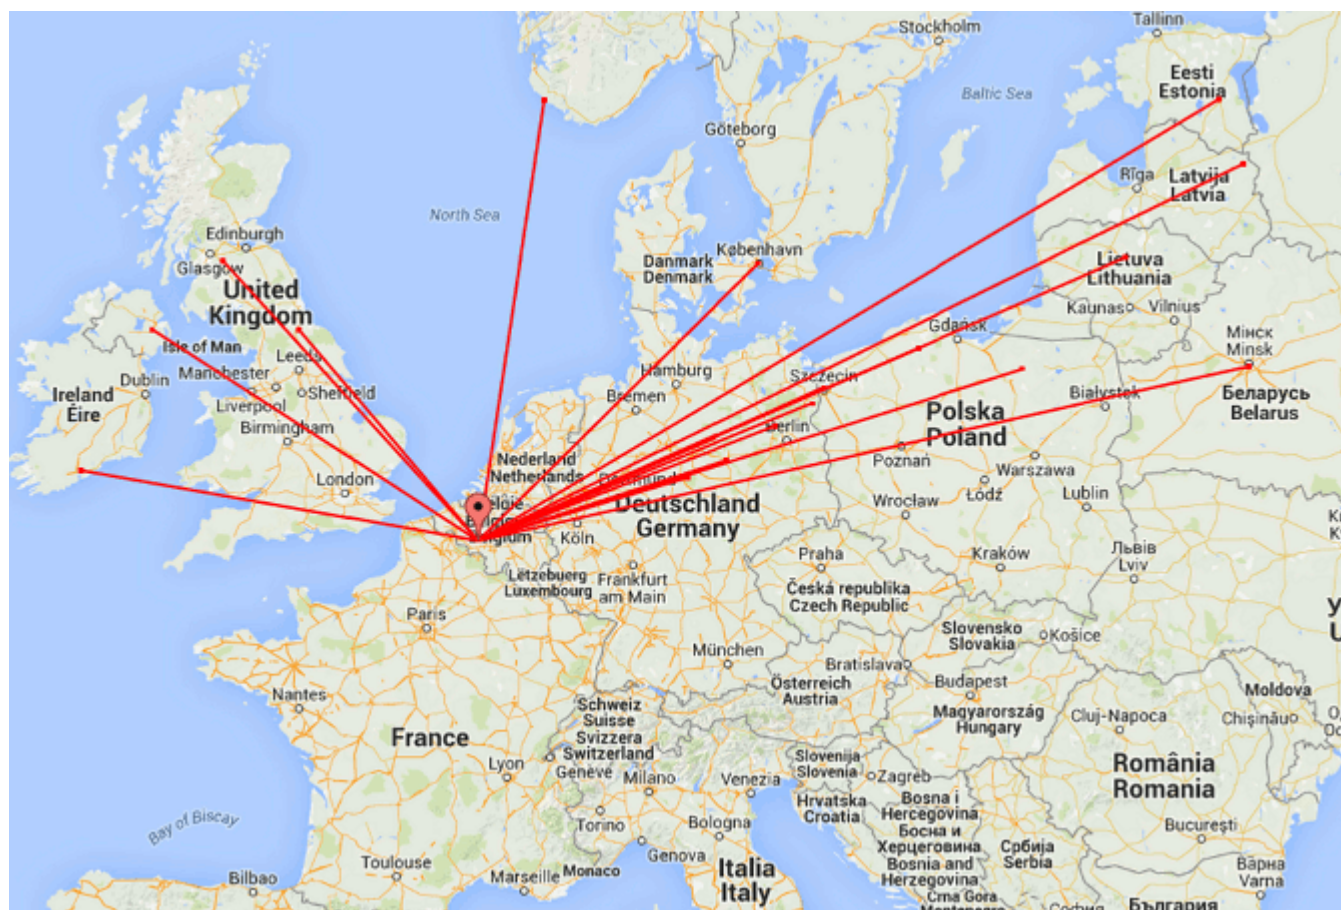 Tallinn
Stockholm
Eesti
Estonia
Baltic Sea
Göteborg
Rīga
Latvija
Latvia
North Sea
Edinburgh
Glasgow
København
Danmark
Denmark
Lietuva
Lithuania
United
Kingdom
Kaunas
Vilnius
Gdańsk
Мінск
Minsk
Isle of Man
Leeds
Hamburg
Szczecin
Manchester
Dublin
Sheffield
Ireland
Éire
Liverpool
Bremen
Białystok
Беларусь
Belarus
Birmingham
Berlin
Polska
Poland
Poznań
Nederland
Netherlands
Warszawa
London
Łódź
Lublin
Deutschland
Germany
Wrocław
Köln
Praha
Kraków
Львів
Lviv
Lëtzebuerg
Luxembourg
Frankfurt
am Main
Česká republika
Czech Republic
Paris
Slovensko
Slovakia
Košice
München
Bratislava
Österreich
Austria
Budapest
Moldova
Nantes
Schweiz
Suisse
Svizzera
Switzerland
Magyarország
Hungary
Cluj-Napoca
Chișinău
France
Lyon
Genève
Milano
Venezia
Slovenija
Slovenia
Zagreb
România
Romania
Hrvatska
Croatia
Bosna i
Hercegovina
Босна и
Херцеговина
Bosnia and
Herzegovina
Bay of Biscay
Torino
Bologna
Србија
Serbia
București
Toulouse
Genova
Monaco
Marseille
Bilbao
Italia
Italy
Варна
Varna
Crna Gora
България